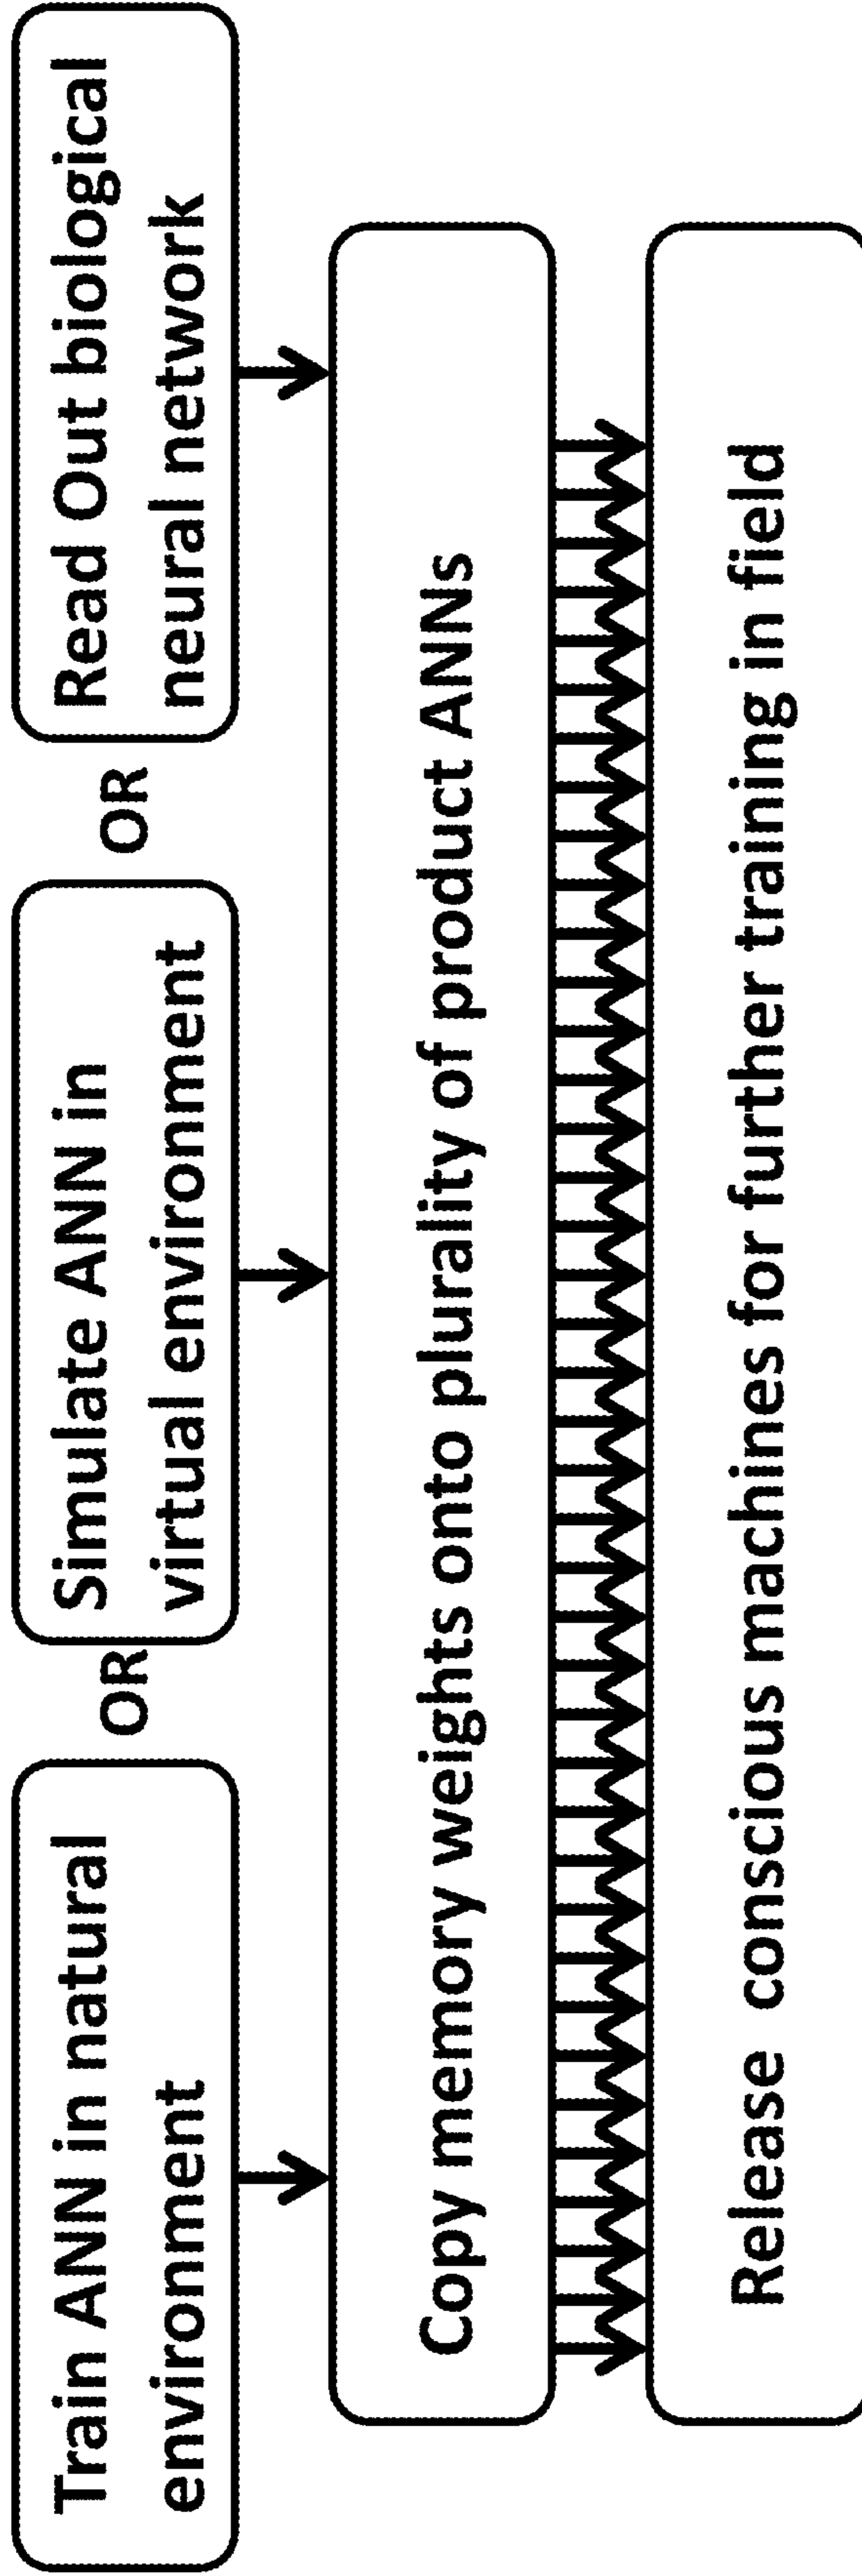 Train ANN in natural
environment
OR
Simulate ANN in
virtual environment
OR
Read Out biological
neural network
Copy memory weights onto plurality of product ANNs
Release conscious machines for further training in field